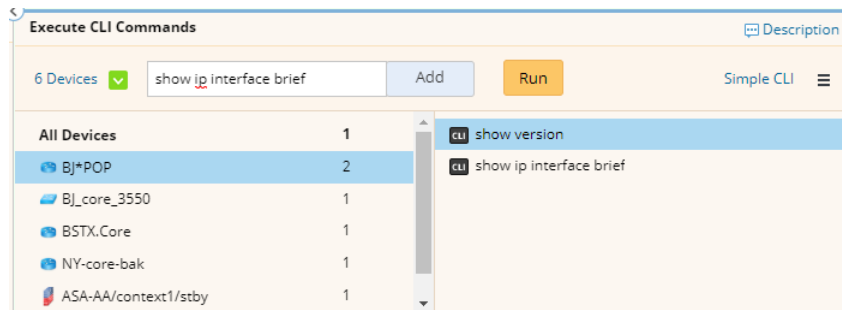 Execute CLI Commands
Description
6 Devices
show ip interface brief
Add
Run
Simple CLI
All Devices 1
BJ*POP 2
BJ_core_3550 1
BSTX.Core 1
NY-core-bak 1
ASA-AA/context1/stby 1
CLI show version
CLI show ip interface brief